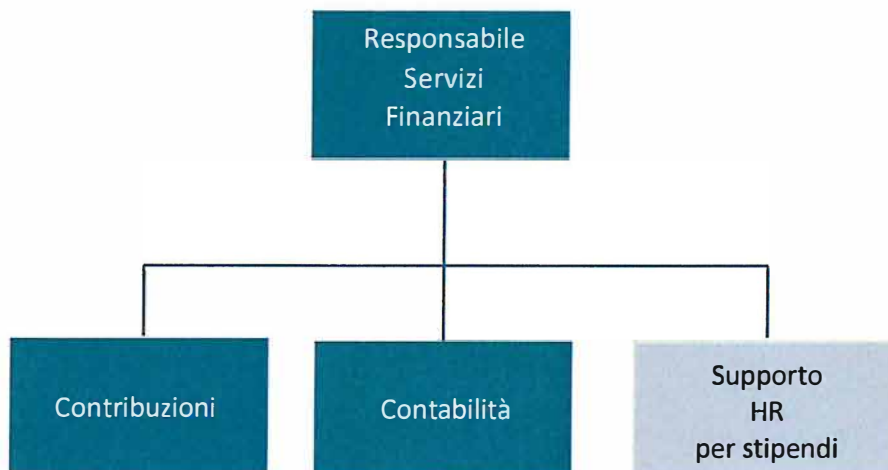 Responsabile
Servizi
Finanziari
Contribuzioni
Contabilità
Supporto
HR
per stipendi